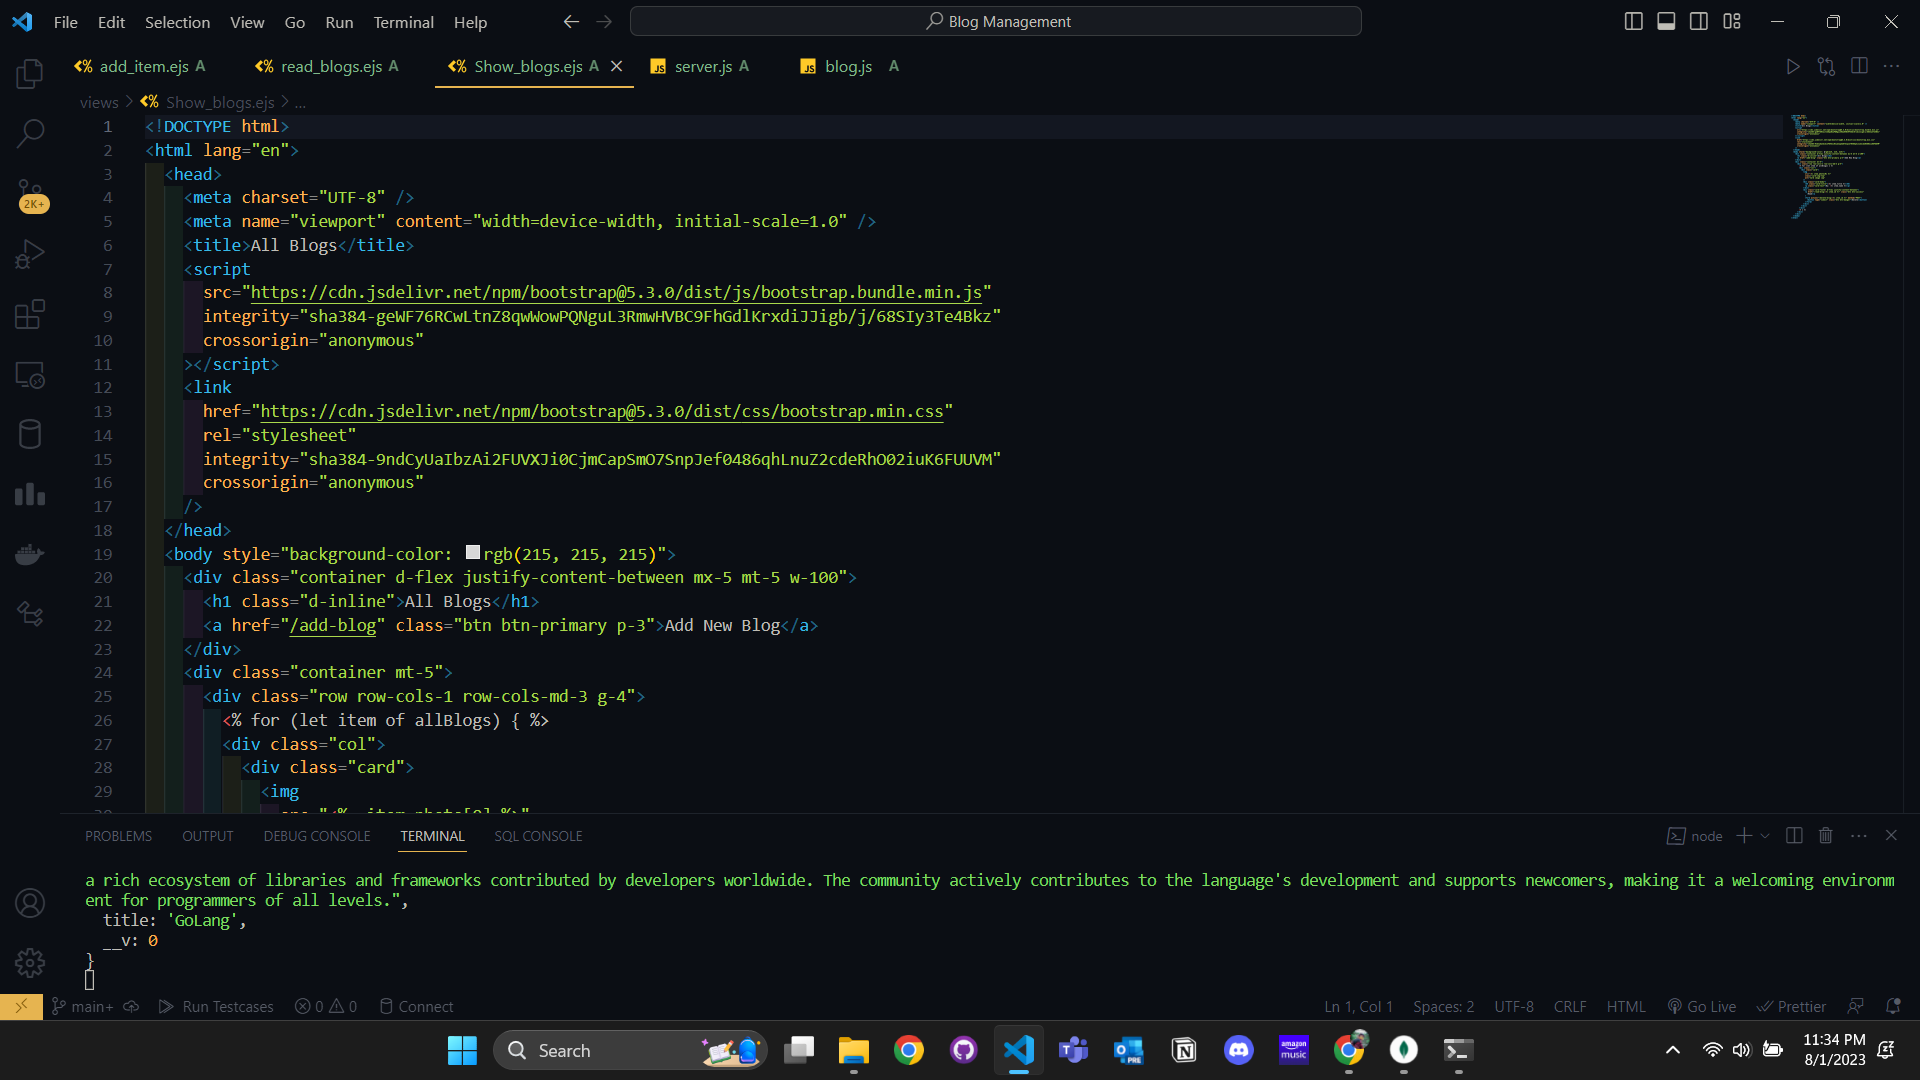 File Edit Selection View Go Run Terminal Help
Blog Management
add_item.ejs A
read_blogs.ejs A
Show_blogs.ejs A
JS server.js A
JS blog.js A
views > Show_blogs.ejs > ...
1 <!DOCTYPE html>
2 <html lang="en">
3 <head>
4 <meta charset="UTF-8" />
5 <meta name="viewport" content="width=device-width, initial-scale=1.0" />
6 <title>All Blogs</title>
7 <script
8 src="https://cdn.jsdelivr.net/npm/bootstrap@5.3.0/dist/js/bootstrap.bundle.min.js"
9 integrity="sha384-geWF76RCwLtnZ8qwWowPQNguL3RmwHVBC9FhGdlKrxdiJJigb/j/68SIy3Te4Bkz"
10 crossorigin="anonymous"
11 ></script>
12 <link
13 href="https://cdn.jsdelivr.net/npm/bootstrap@5.3.0/dist/css/bootstrap.min.css"
14 rel="stylesheet"
15 integrity="sha384-9ndCyUaIbzAi2FUVXJi0CjmCapSmO7SnpJef0486qhLnuZ2cdeRhO02iuK6FUUVM"
16 crossorigin="anonymous"
17 />
18 </head>
19 <body style="background-color: rgb(215, 215, 215)">
20 <div class="container d-flex justify-content-between mx-5 mt-5 w-100">
21 <h1 class="d-inline">All Blogs</h1>
22 <a href="/add-blog" class="btn btn-primary p-3">Add New Blog</a>
23 </div>
24 <div class="container mt-5">
25 <div class="row row-cols-1 row-cols-md-3 g-4">
26 <% for (let item of allBlogs) { %>
27 <div class="col">
28 <div class="card">
29 <img
2K+
PROBLEMS OUTPUT DEBUG CONSOLE TERMINAL SQL CONSOLE
node
a rich ecosystem of libraries and frameworks contributed by developers worldwide. The community actively contributes to the language's development and supports newcomers, making it a welcoming environm
ent for programmers of all levels.",
title: 'GoLang',
__v: 0
}
main+ Run Testcases 0 0 Connect
Ln 1, Col 1 Spaces: 2 UTF-8 CRLF HTML Go Live Prettier
Search
PRE
amazon music
11:34 PM
8/1/2023